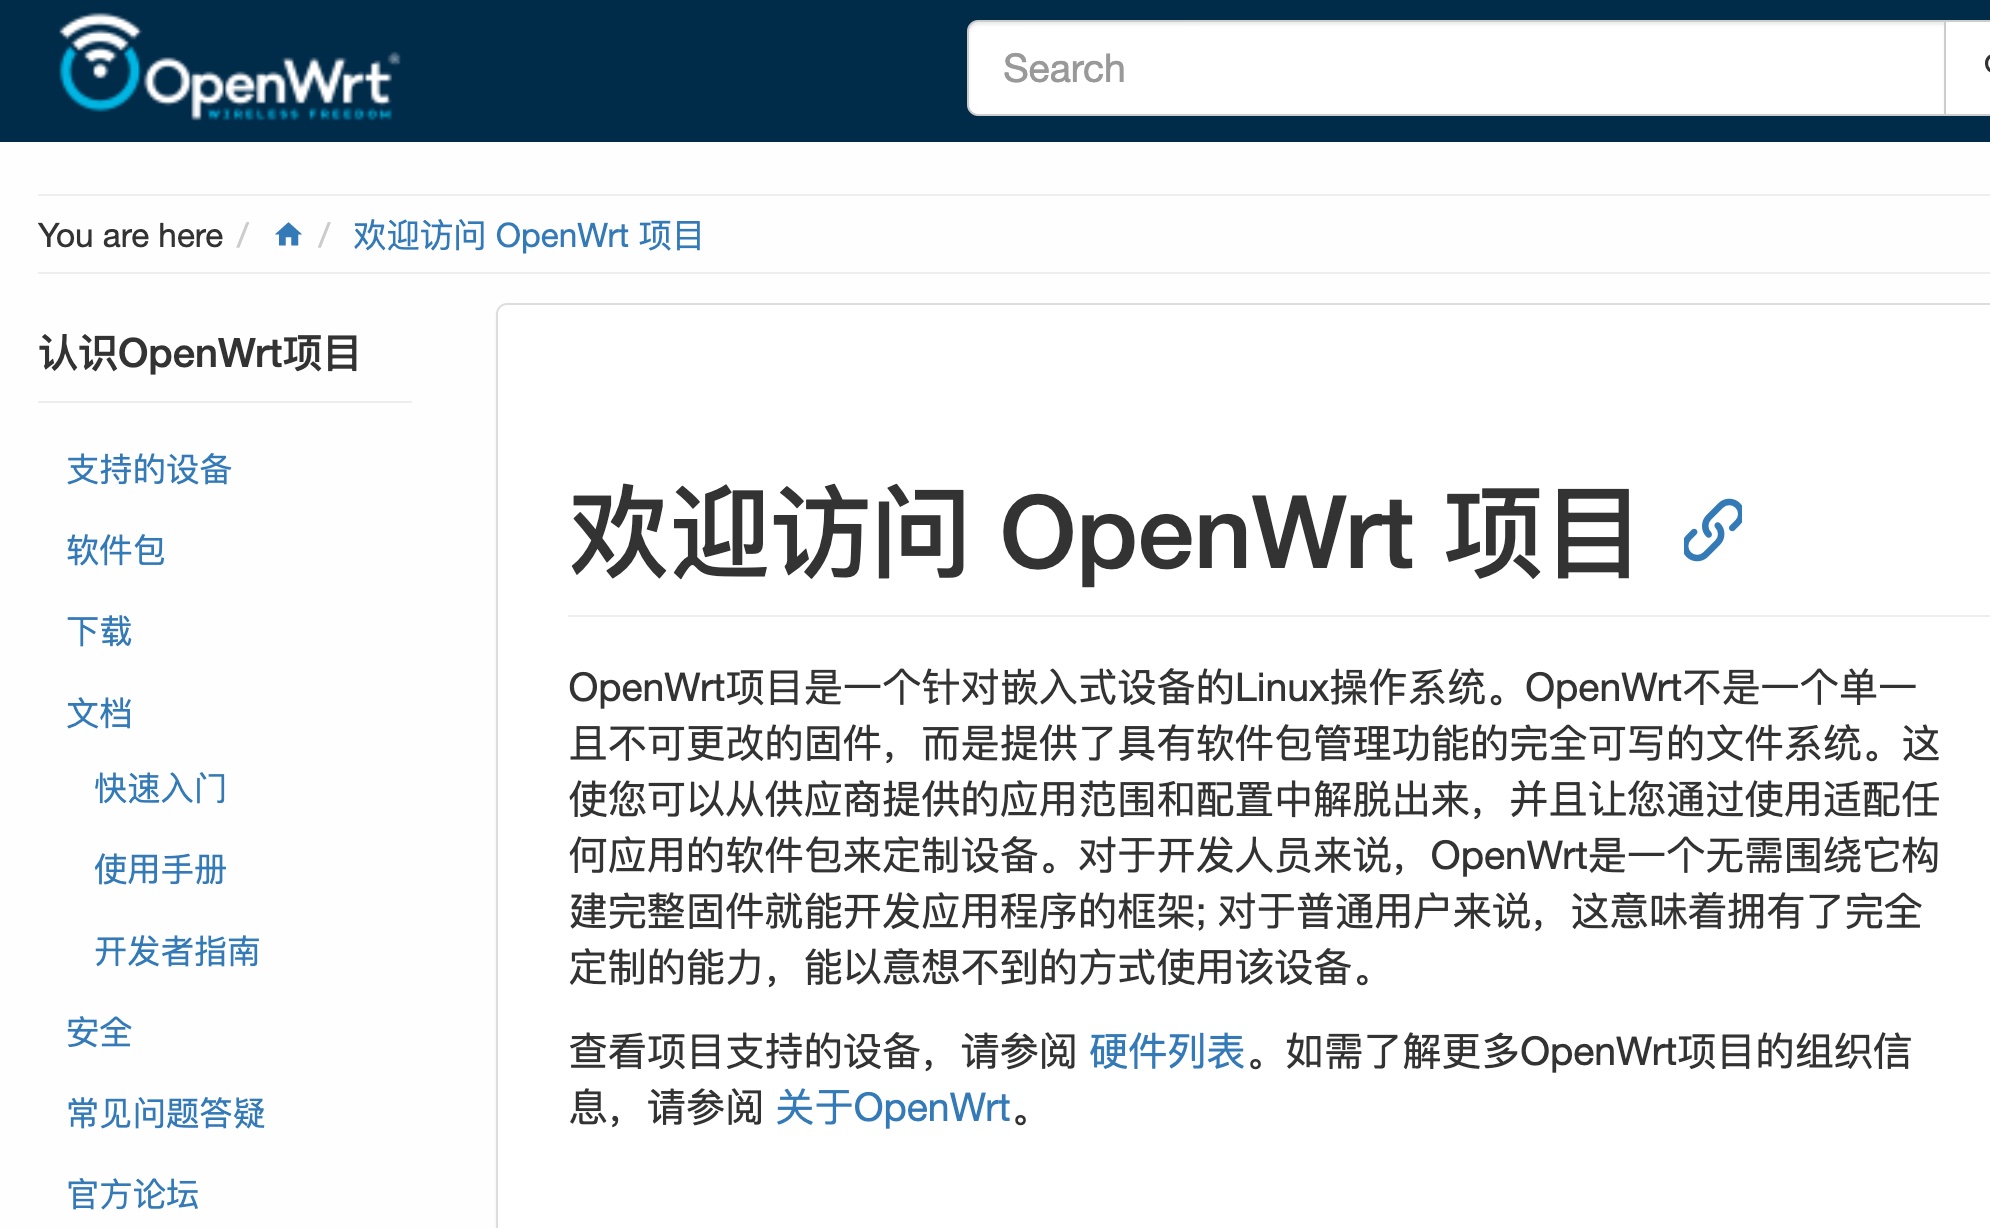 OpenWrt®
WIRELESS FREEDOM
Search
You are here / / 欢迎访问 OpenWrt 项目
认识OpenWrt项目
支持的设备
软件包
下载
文档
快速入门
使用手册
开发者指南
安全
常见问题答疑
官方论坛
欢迎访问 OpenWrt 项目
OpenWrt项目是一个针对嵌入式设备的Linux操作系统。OpenWrt不是一个单一
且不可更改的固件，而是提供了具有软件包管理功能的完全可写的文件系统。这
使您可以从供应商提供的应用范围和配置中解脱出来，并且让您通过使用适配任
何应用的软件包来定制设备。对于开发人员来说，OpenWrt是一个无需围绕它构
建完整固件就能开发应用程序的框架; 对于普通用户来说，这意味着拥有了完全
定制的能力，能以意想不到的方式使用该设备。
查看项目支持的设备，请参阅 硬件列表。如需了解更多OpenWrt项目的组织信
息，请参阅 关于OpenWrt。